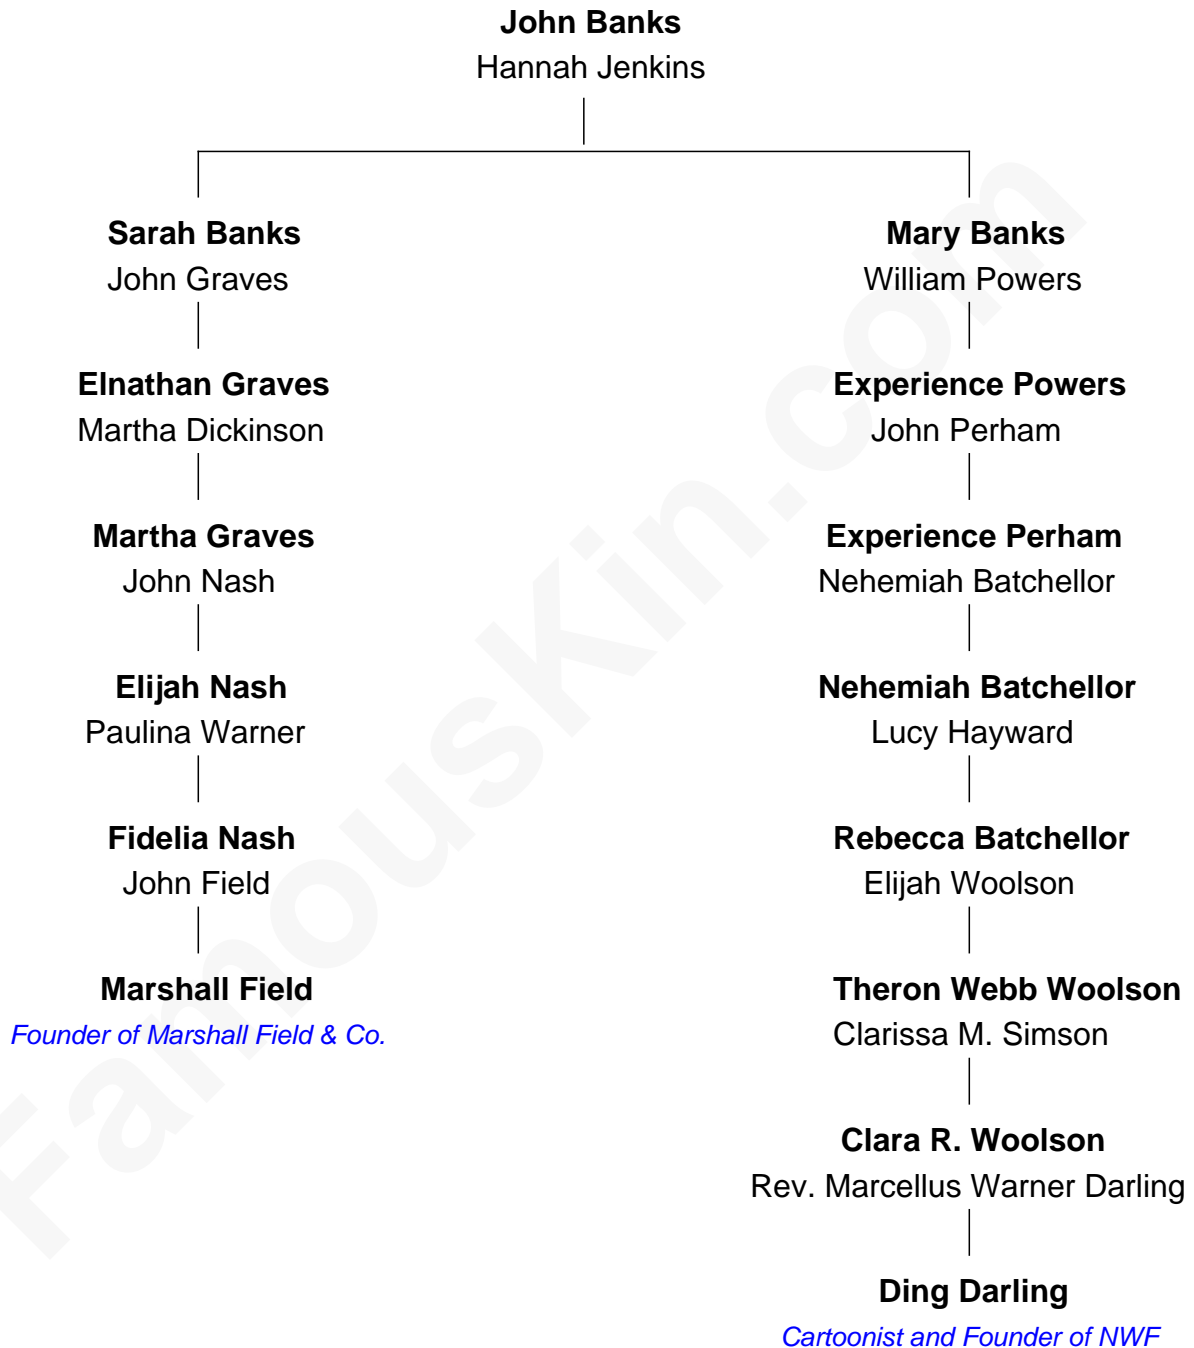 John Banks
Hannah Jenkins
Sarah Banks
John Graves
Mary Banks
William Powers
Elnathan Graves
Martha Dickinson
Experience Powers
John Perham
Martha Graves
John Nash
Experience Perham
Nehemiah Batchellor
Elijah Nash
Paulina Warner
Nehemiah Batchellor
Lucy Hayward
Fidelia Nash
John Field
Rebecca Batchellor
Elijah Woolson
Marshall Field
Founder of Marshall Field & Co.
Theron Webb Woolson
Clarissa M. Simson
Clara R. Woolson
Rev. Marcellus Warner Darling
Ding Darling
Cartoonist and Founder of NWF
FamousKin.com